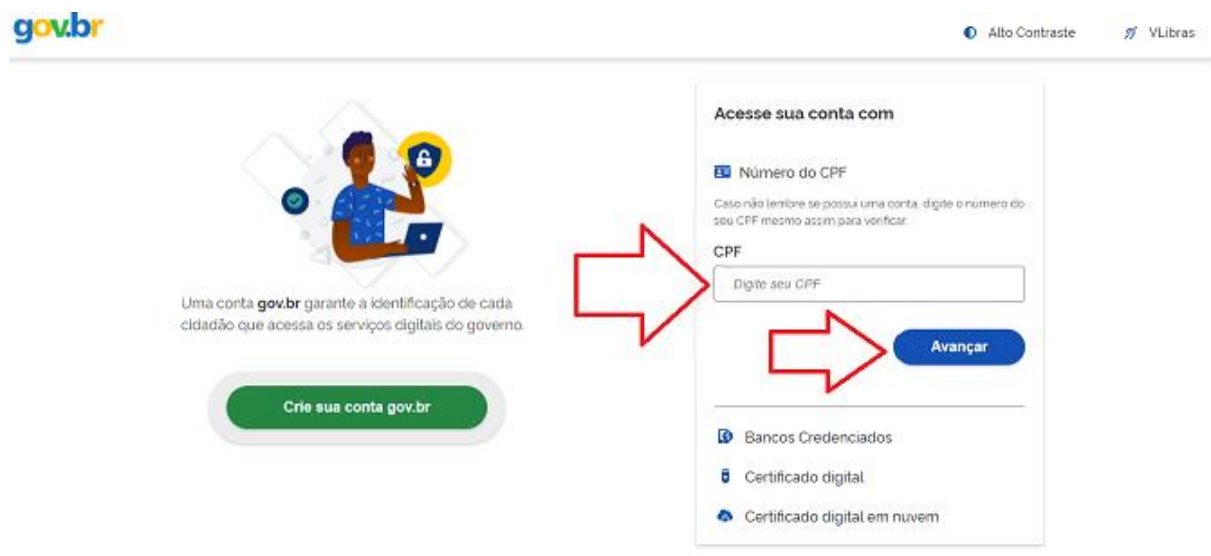 gov.br
Alto Contraste
VLibras
Uma conta gov.br garante a identificação de cada
cidadão que acessa os serviços digitais do governo.
Crie sua conta gov.br
Acesse sua conta com
Número do CPF
Caso não lembre se possui uma conta, digite o número do
seu CPF mesmo assim para verificar.
CPF
Digite seu CPF
Avançar
Bancos Credenciados
Certificado digital
Certificado digital em nuvem